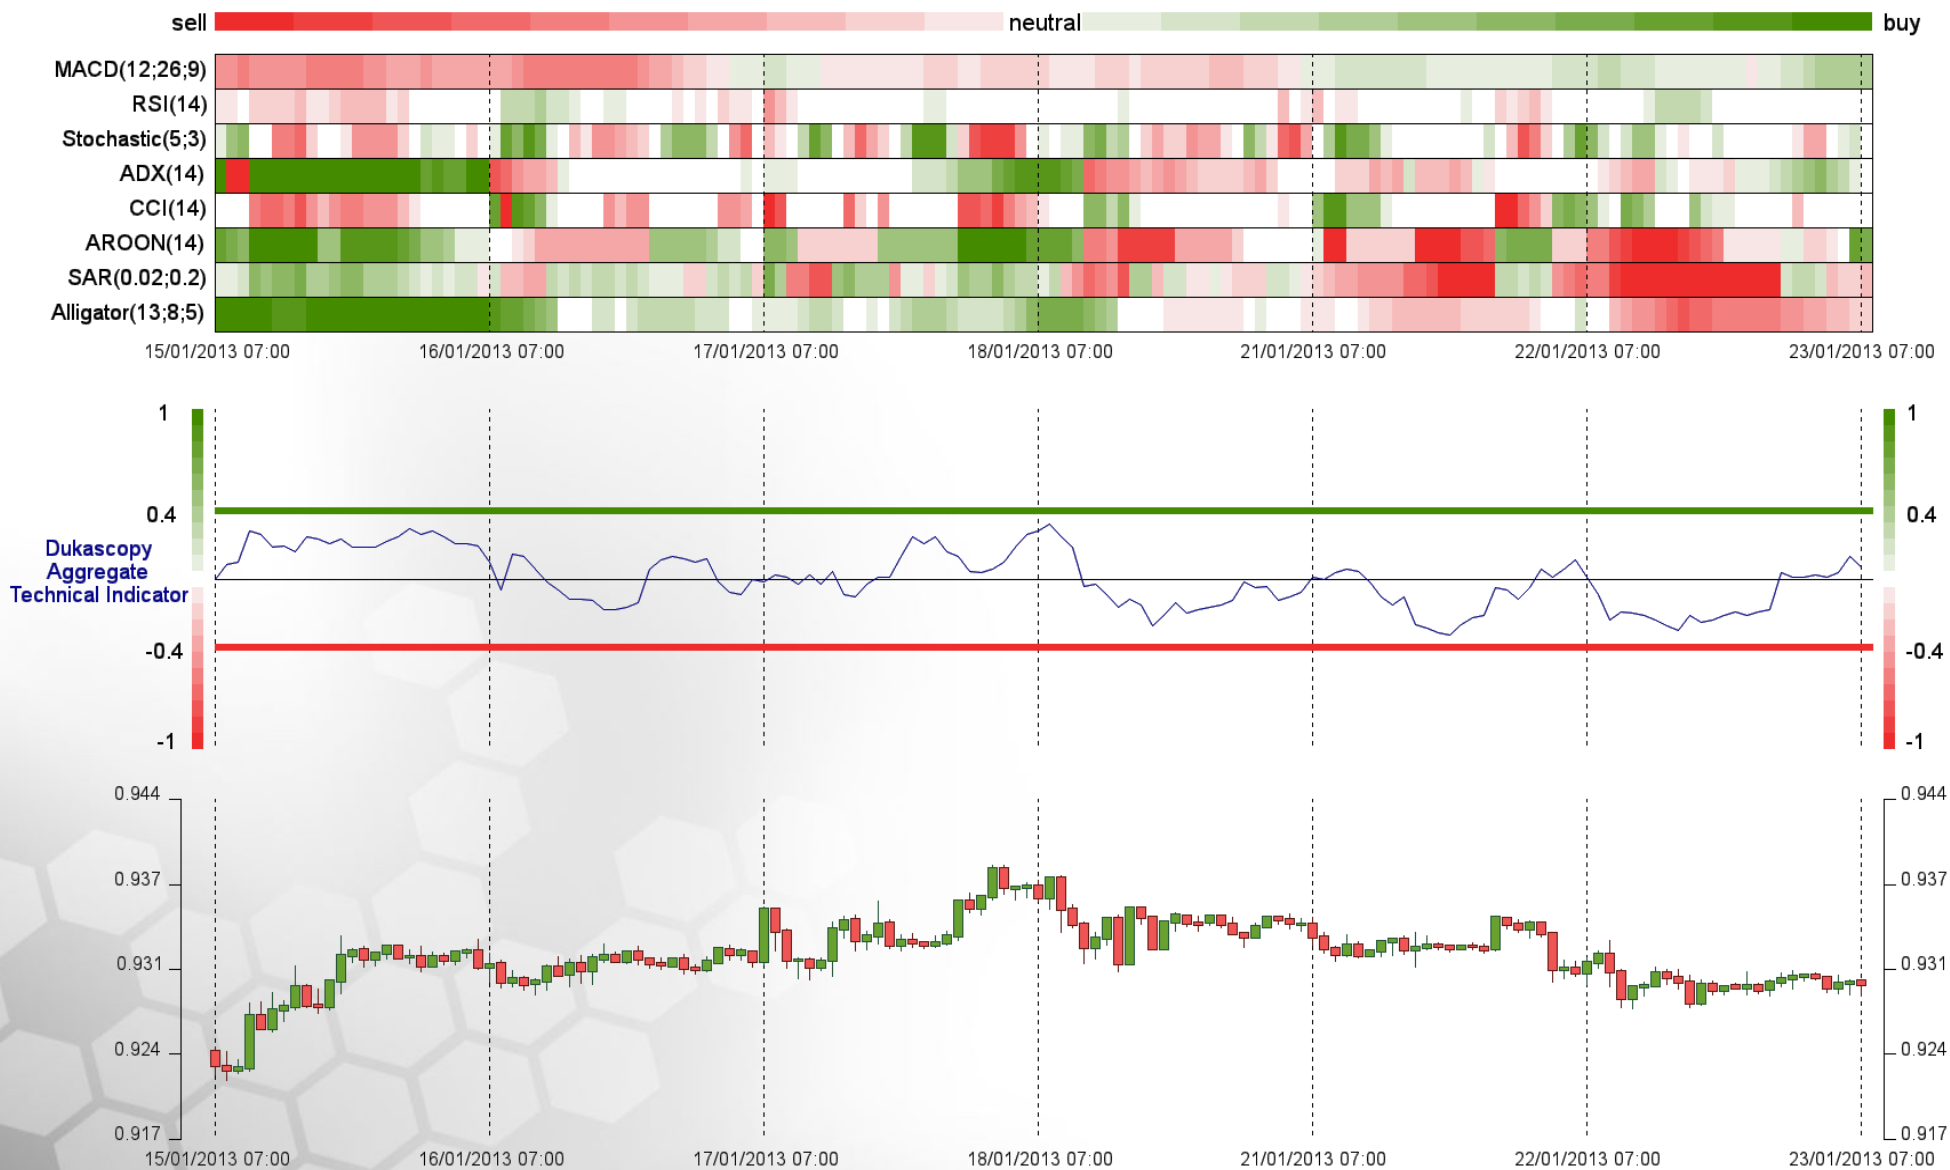 sell neutral buy
MACD(12;26;9)
RSI(14)
Stochastic(5;3)
ADX(14)
CCI(14)
AROON(14)
SAR(0.02;0.2)
Alligator(13;8;5)
15/01/2013 07:00 16/01/2013 07:00 17/01/2013 07:00 18/01/2013 07:00 21/01/2013 07:00 22/01/2013 07:00 23/01/2013 07:00
1 1
0.4 0.4
Dukascopy
Aggregate
Technical Indicator
-0.4 -0.4
-1 -1
0.944 0.944
0.937 0.937
0.931 0.931
0.924 0.924
0.917 0.917
15/01/2013 07:00 16/01/2013 07:00 17/01/2013 07:00 18/01/2013 07:00 21/01/2013 07:00 22/01/2013 07:00 23/01/2013 07:00